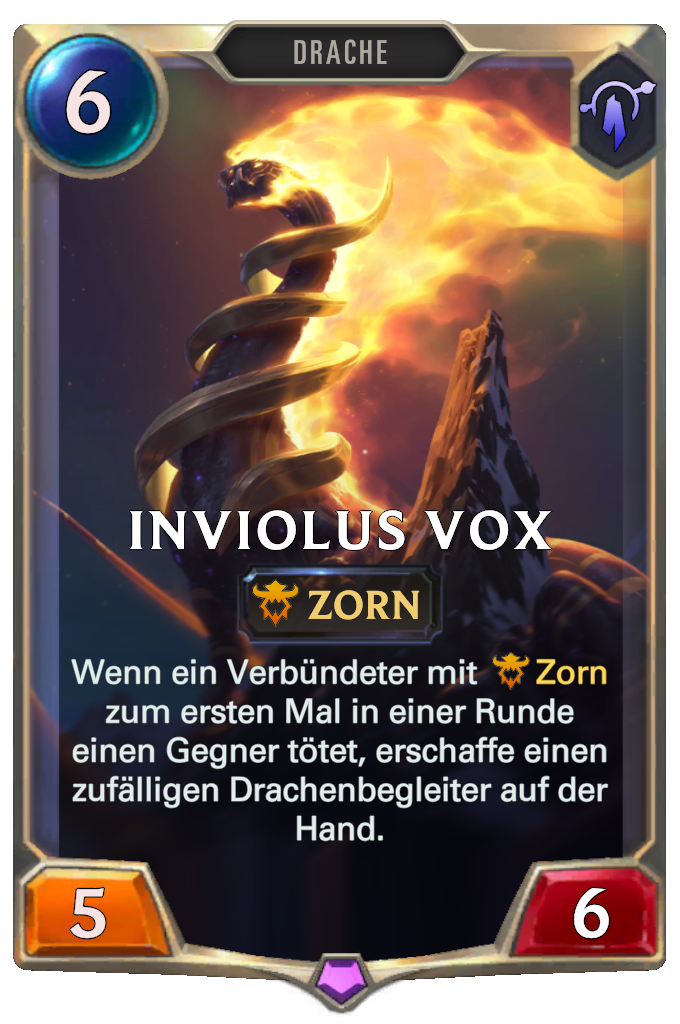 DRACHE
6
INVIOLUS VOX
ZORN
Wenn ein Verbündeter mit Zorn
zum ersten Mal in einer Runde
einen Gegner tötet, erschaffe einen
zufälligen Drachenbegleiter auf der
Hand.
5
6